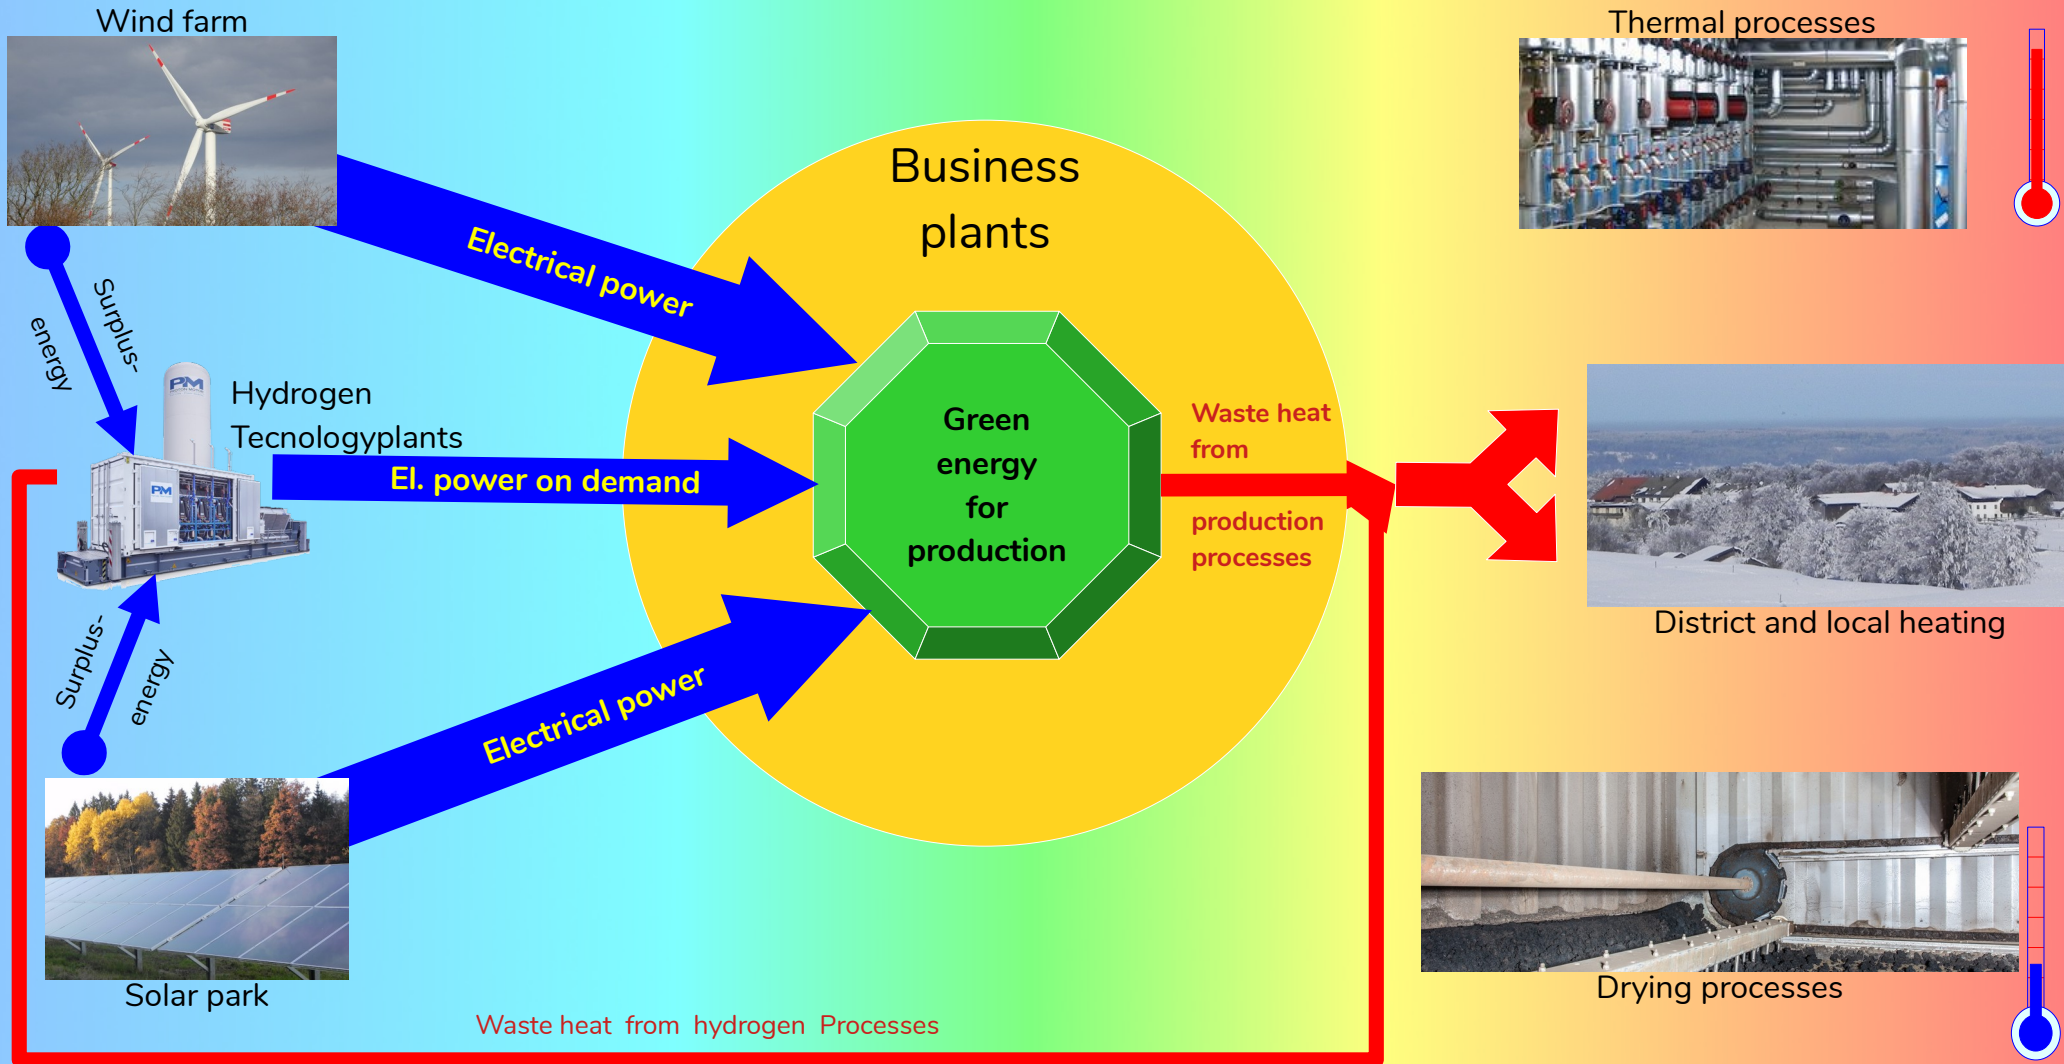 Wind farm
Thermal processes
Business
plants
Electrical power
Surplus-
energy
PM
Hydrogen
Tecnologyplants
PM
El. power on demand
Green
energy
for
production
Waste heat
from
production
processes
District and local heating
Surplus-
energy
Electrical power
Solar park
Drying processes
Waste heat from hydrogen Processes